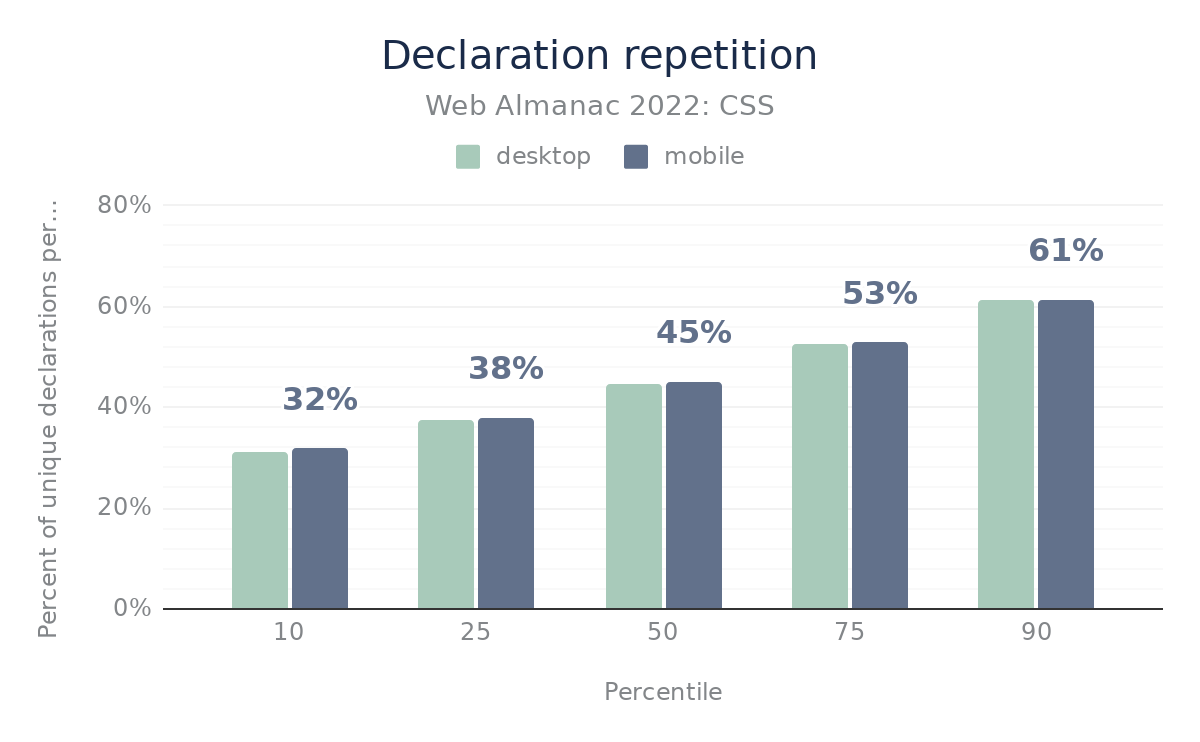 Declaration repetition
Web Almanac 2022: CSS
desktop mobile
Percent of unique declarations per...
80%
60%
40%
20%
0%
32%
38%
45%
53%
61%
10 25 50 75 90
Percentile